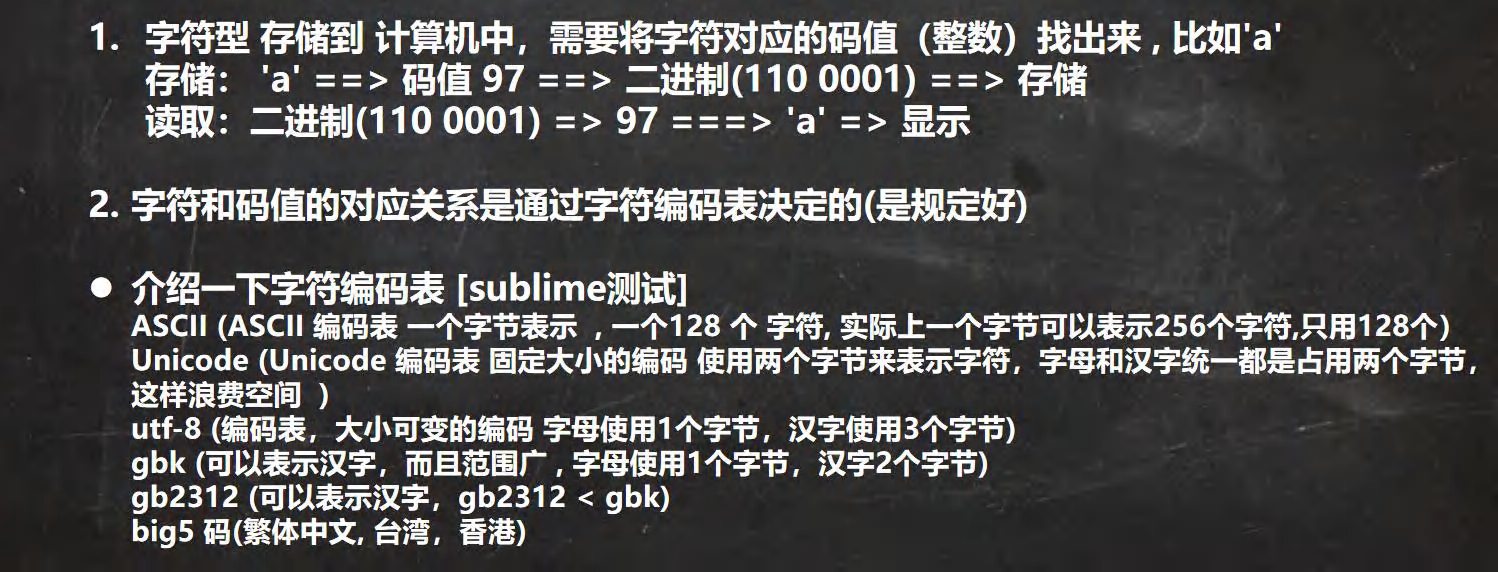 1. 字符型 存储到 计算机中，需要将字符对应的码值（整数）找出来 , 比如'a'
存储： 'a' ==> 码值 97 ==> 二进制(110 0001) ==> 存储
读取：二进制(110 0001) => 97 ===> 'a' => 显示
2. 字符和码值的对应关系是通过字符编码表决定的(是规定好)
● 介绍一下字符编码表 [sublime测试]
ASCII (ASCII 编码表 一个字节表示 , 一个128 个 字符, 实际上一个字节可以表示256个字符,只用128个)
Unicode (Unicode 编码表 固定大小的编码 使用两个字节来表示字符，字母和汉字统一都是占用两个字节，
这样浪费空间 )
utf-8 (编码表，大小可变的编码 字母使用1个字节，汉字使用3个字节)
gbk (可以表示汉字，而且范围广 , 字母使用1个字节，汉字2个字节)
gb2312 (可以表示汉字，gb2312 < gbk)
big5 码(繁体中文, 台湾，香港)